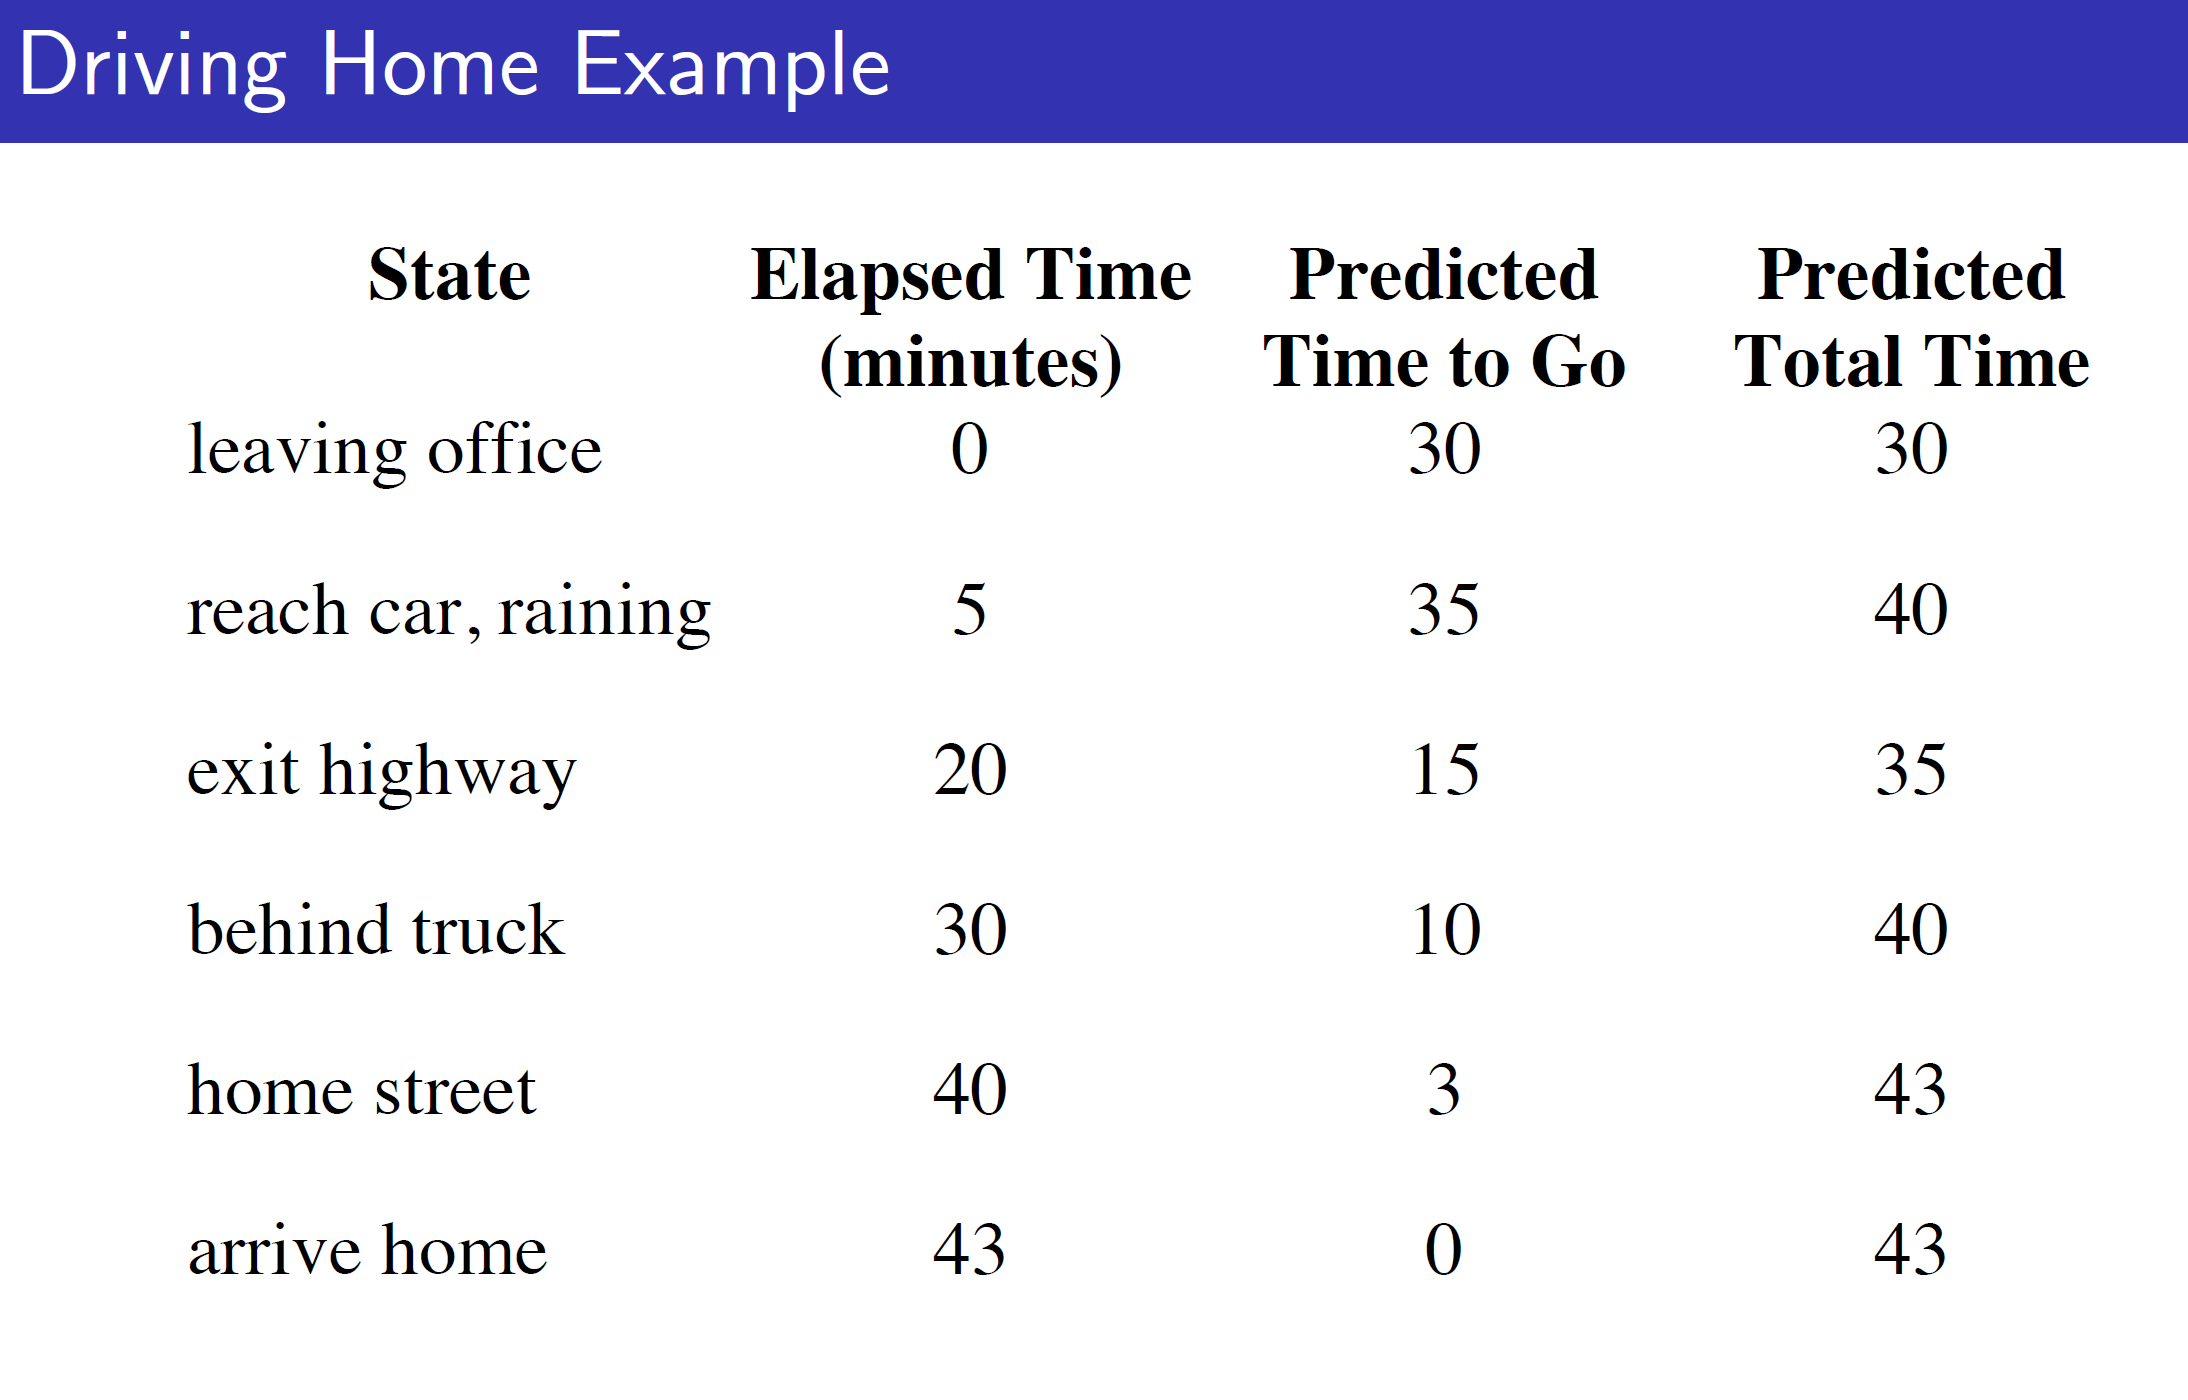 Driving Home Example
State Elapsed Time Predicted Predicted
(minutes) Time to Go Total Time
leaving office 0 30 30
reach car, raining 5 35 40
exit highway 20 15 35
behind truck 30 10 40
home street 40 3 43
arrive home 43 0 43